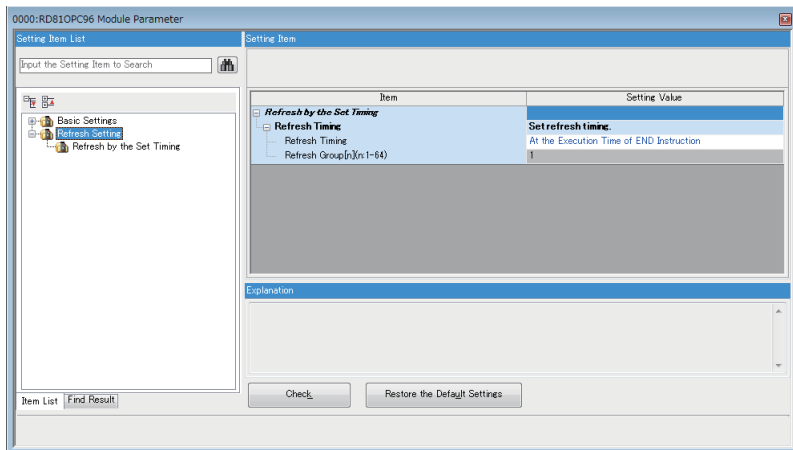 0000:RD81OPC96 Module Parameter
Setting Item List
Input the Setting Item to Search
Basic Settings
Refresh Setting
Refresh by the Set Timing
Item List
Find Result
Setting Item
Item Setting Value
Refresh by the Set Timing
Refresh Timing Set refresh timing.
Refresh Timing At the Execution Time of END Instruction
Refresh Group[n](n:1-64) 1
Explanation
Check
Restore the Default Settings